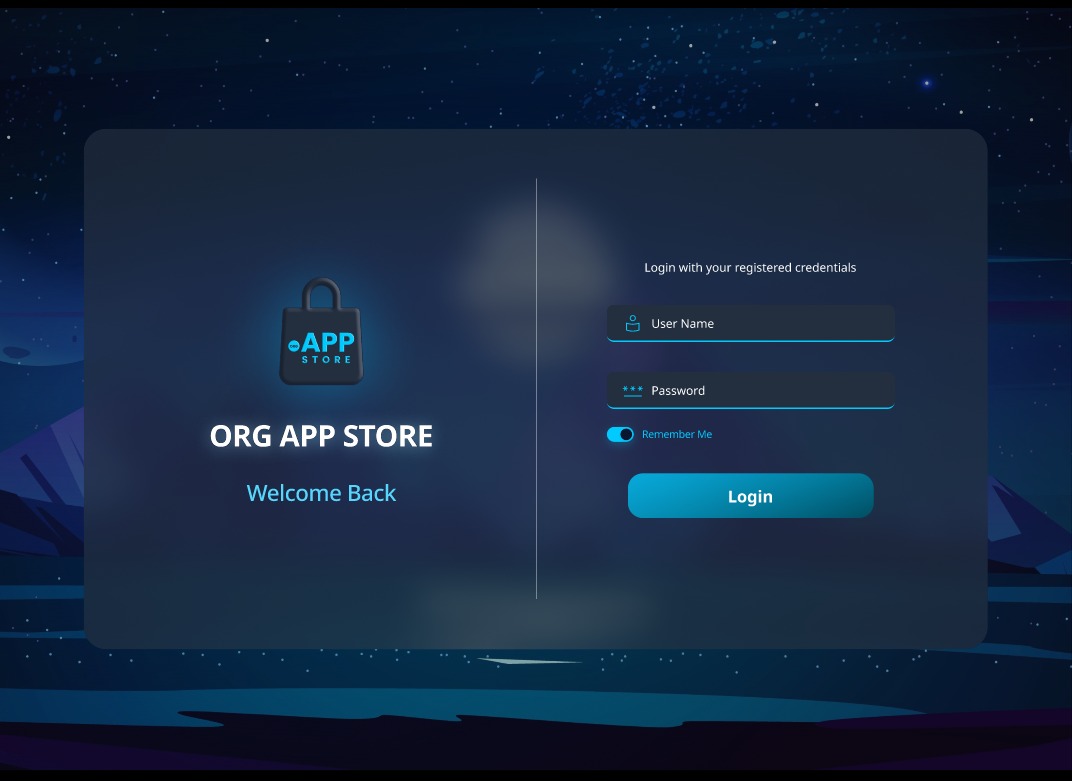 APP
STORE
ORG APP STORE
Welcome Back
Login with your registered credentials
User Name
***
Password
Remember Me
Login